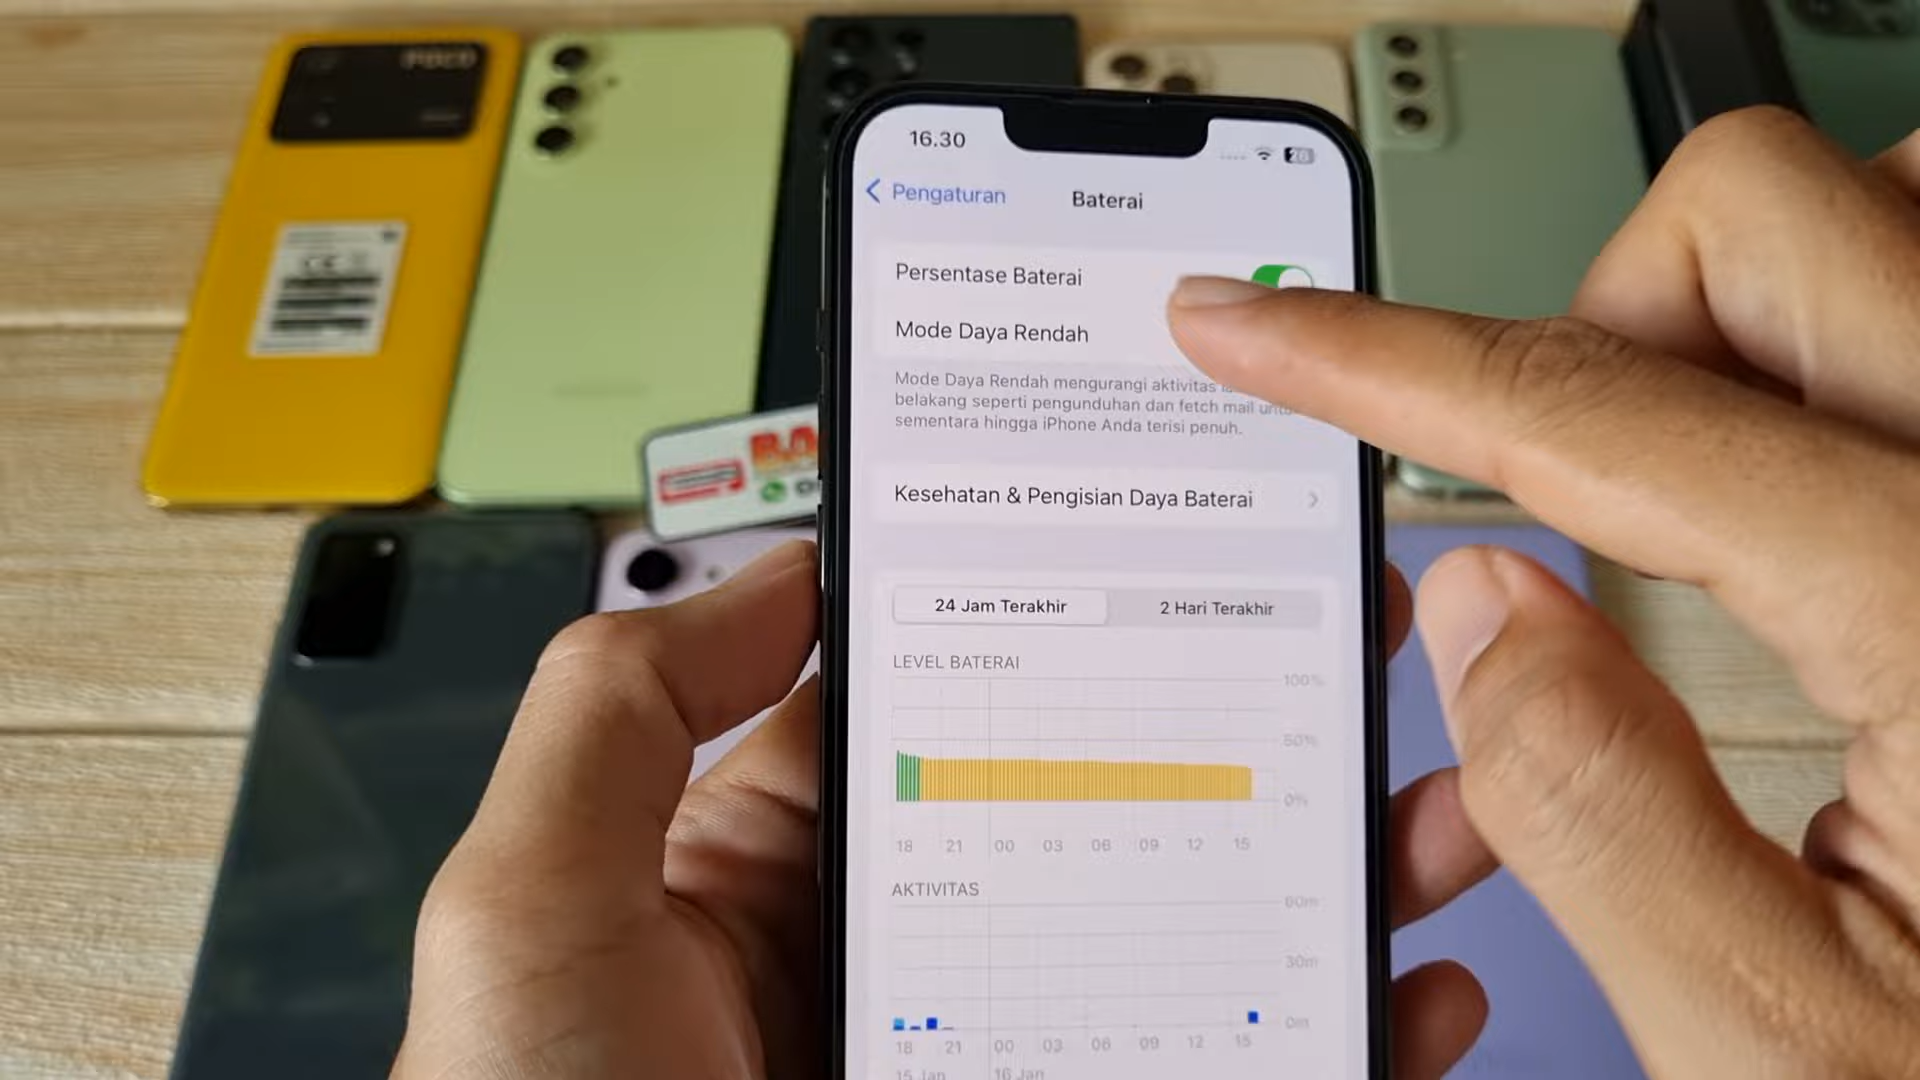 POCO
16.30
Pengaturan
Baterai
Persentase Baterai
Mode Daya Rendah
Mode Daya Rendah mengurangi aktivitas
belakang seperti pengunduhan dan fetch mail
sementara hingga iPhone Anda terisi penuh.
Kesehatan & Pengisian Daya Baterai
24 Jam Terakhir
2 Hari Terakhir
LEVEL BATERAI
100%
50%
0%
18 21 00 03 06 09 12 15
AKTIVITAS
60m
30m
0m
18 21 00 03 06 09 12 15
15 Jan 16 Jan